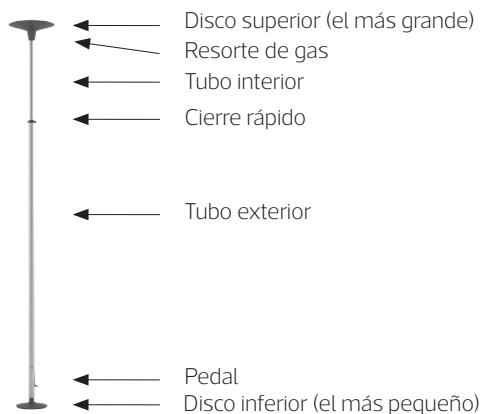 Disco superior (el más grande)
Resorte de gas
Tubo interior
Cierre rápido
Tubo exterior
Pedal
Disco inferior (el más pequeño)